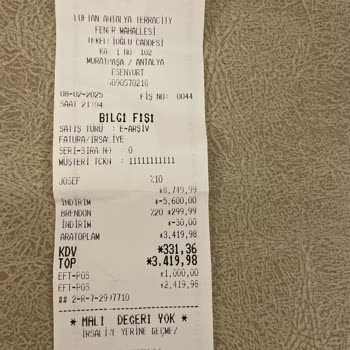 LUFIAN ANTALYA TERRACITY
FENER MAHALLESİ
TEKELİOĞLU CADDESİ
KAT 1 NO 102
MURATPAŞA / ANTALYA
ESENYURT
6090570216
08-02-2025 FİŞ NO: 0044
SAAT 21:04
BİLGİ FİŞİ
SATIŞ TÜRÜ : E-ARŞİV
FATURA/İRSALİYE
SERİ-SIRA NO : 0
MÜŞTERİ TCKN : 11111111111
JOSEF %10
*8,749,99
İNDİRİM *-5,600,00
BRENDON %20 *299,99
İNDİRİM *-30,00
ARATOPLAM *3,419,98
KDV *331,36
TOP *3.419,98
EFT-POS *1,000,00
EFT-POS *2,419,98
* MALİ DEĞERİ YOK *
İRSALİYE YERİNE GEÇMEZ